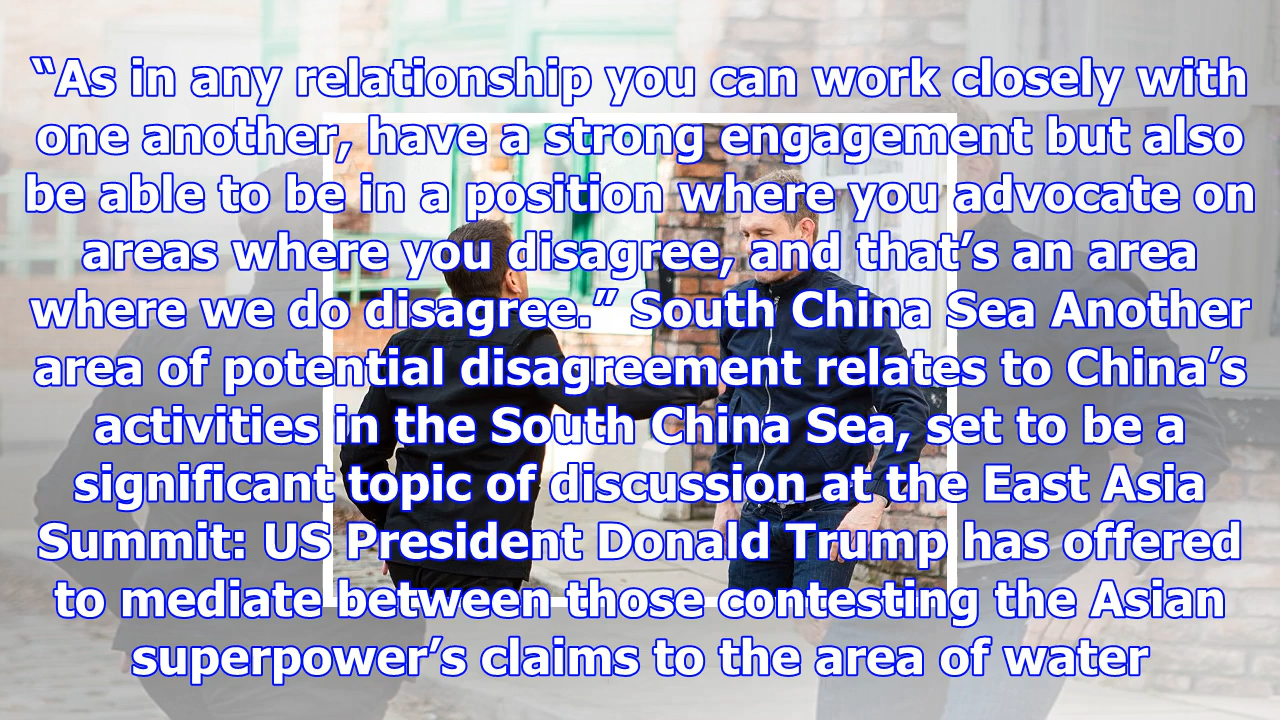 “As in any relationship you can work closely with
one another, have a strong engagement but also
be able to be in a position where you advocate on
areas where you disagree, and that’s an area
where we do disagree.” South China Sea Another
area of potential disagreement relates to China’s
activities in the South China Sea, set to be a
significant topic of discussion at the East Asia
Summit: US President Donald Trump has offered
to mediate between those contesting the Asian
superpower’s claims to the area of water